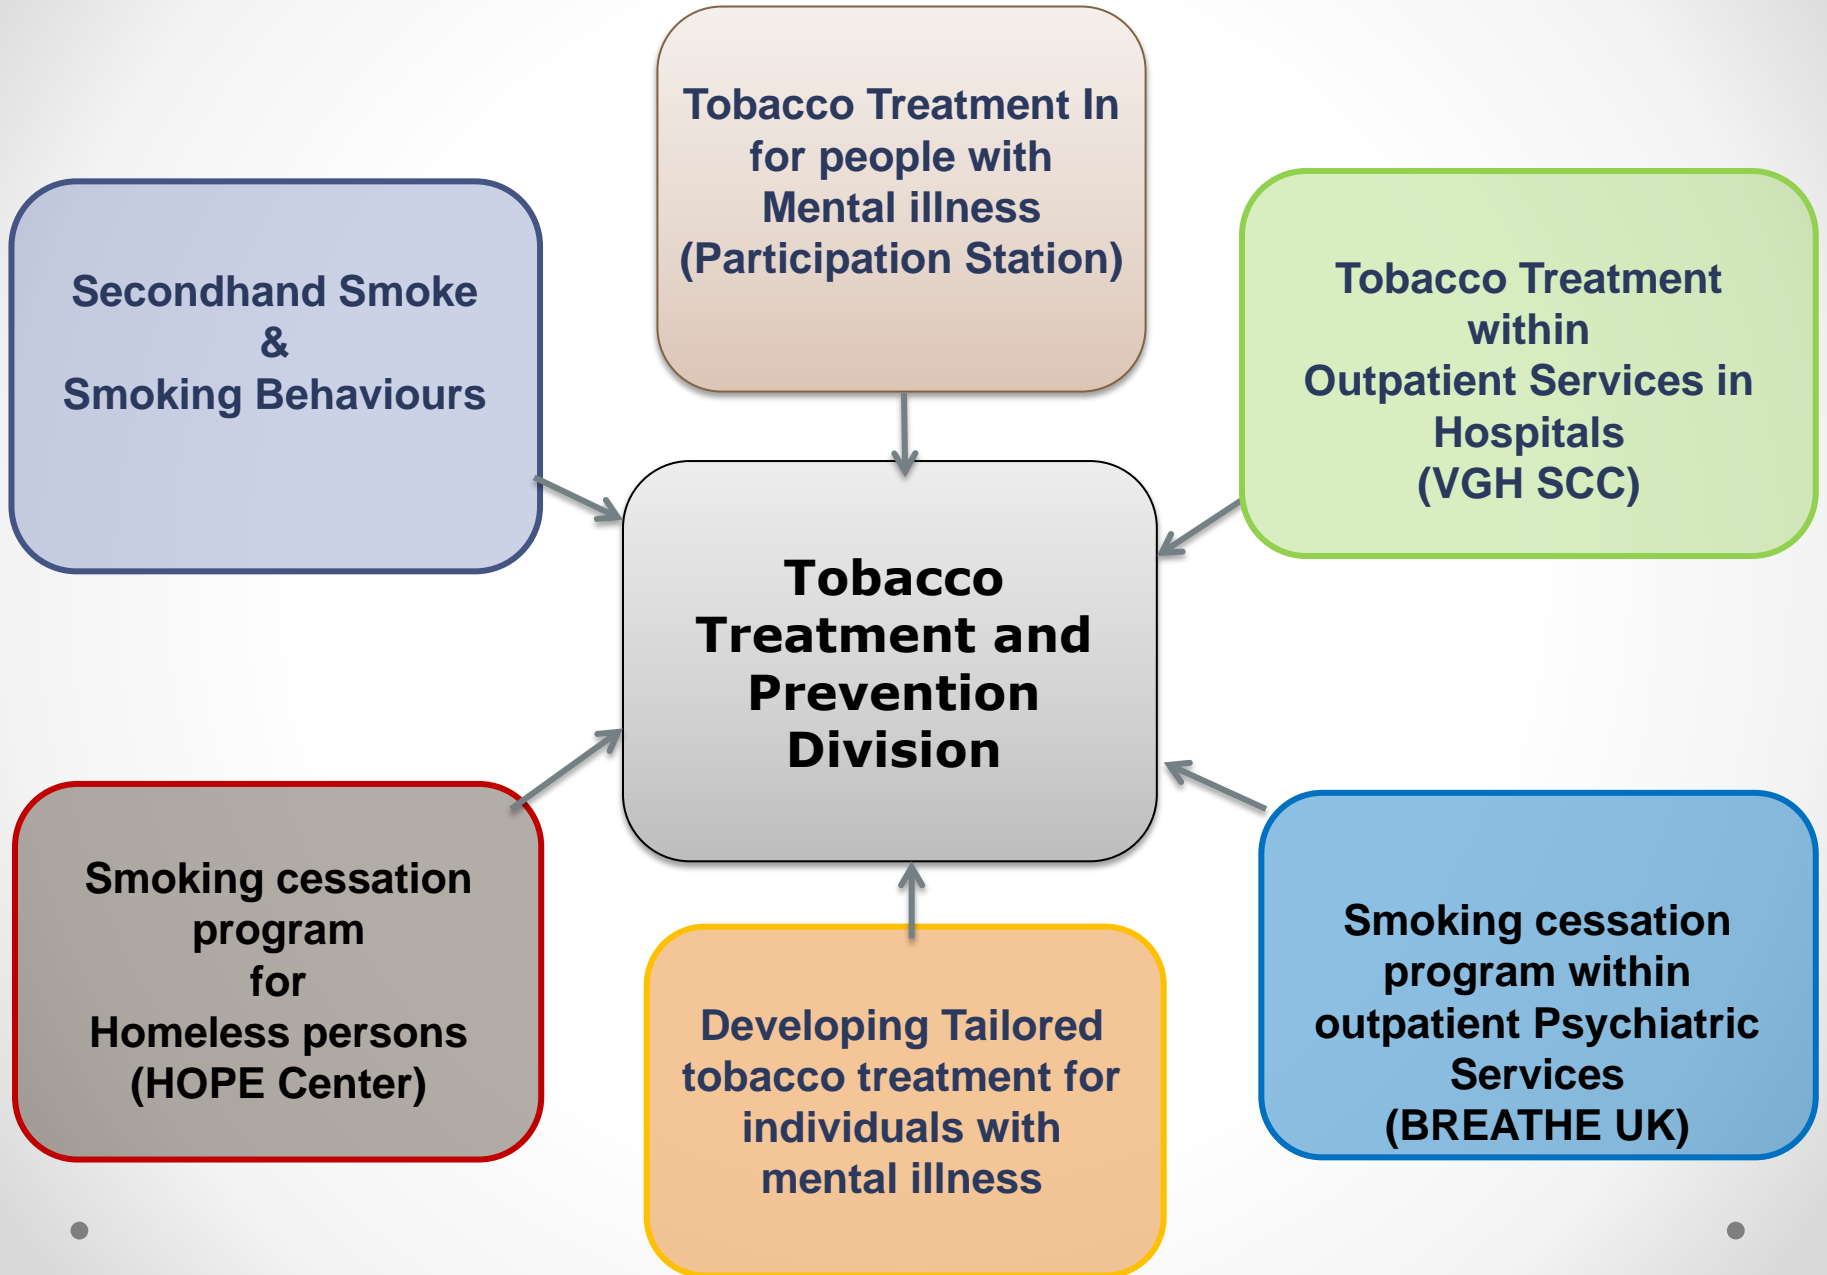 Tobacco Treatment In
for people with
Mental illness
(Participation Station)
Secondhand Smoke
&
Smoking Behaviours
Tobacco Treatment
within
Outpatient Services in
Hospitals
(VGH SCC)
Tobacco
Treatment and
Prevention
Division
Smoking cessation
program
for
Homeless persons
(HOPE Center)
Developing Tailored
tobacco treatment for
individuals with
mental illness
Smoking cessation
program within
outpatient Psychiatric
Services
(BREATHE UK)